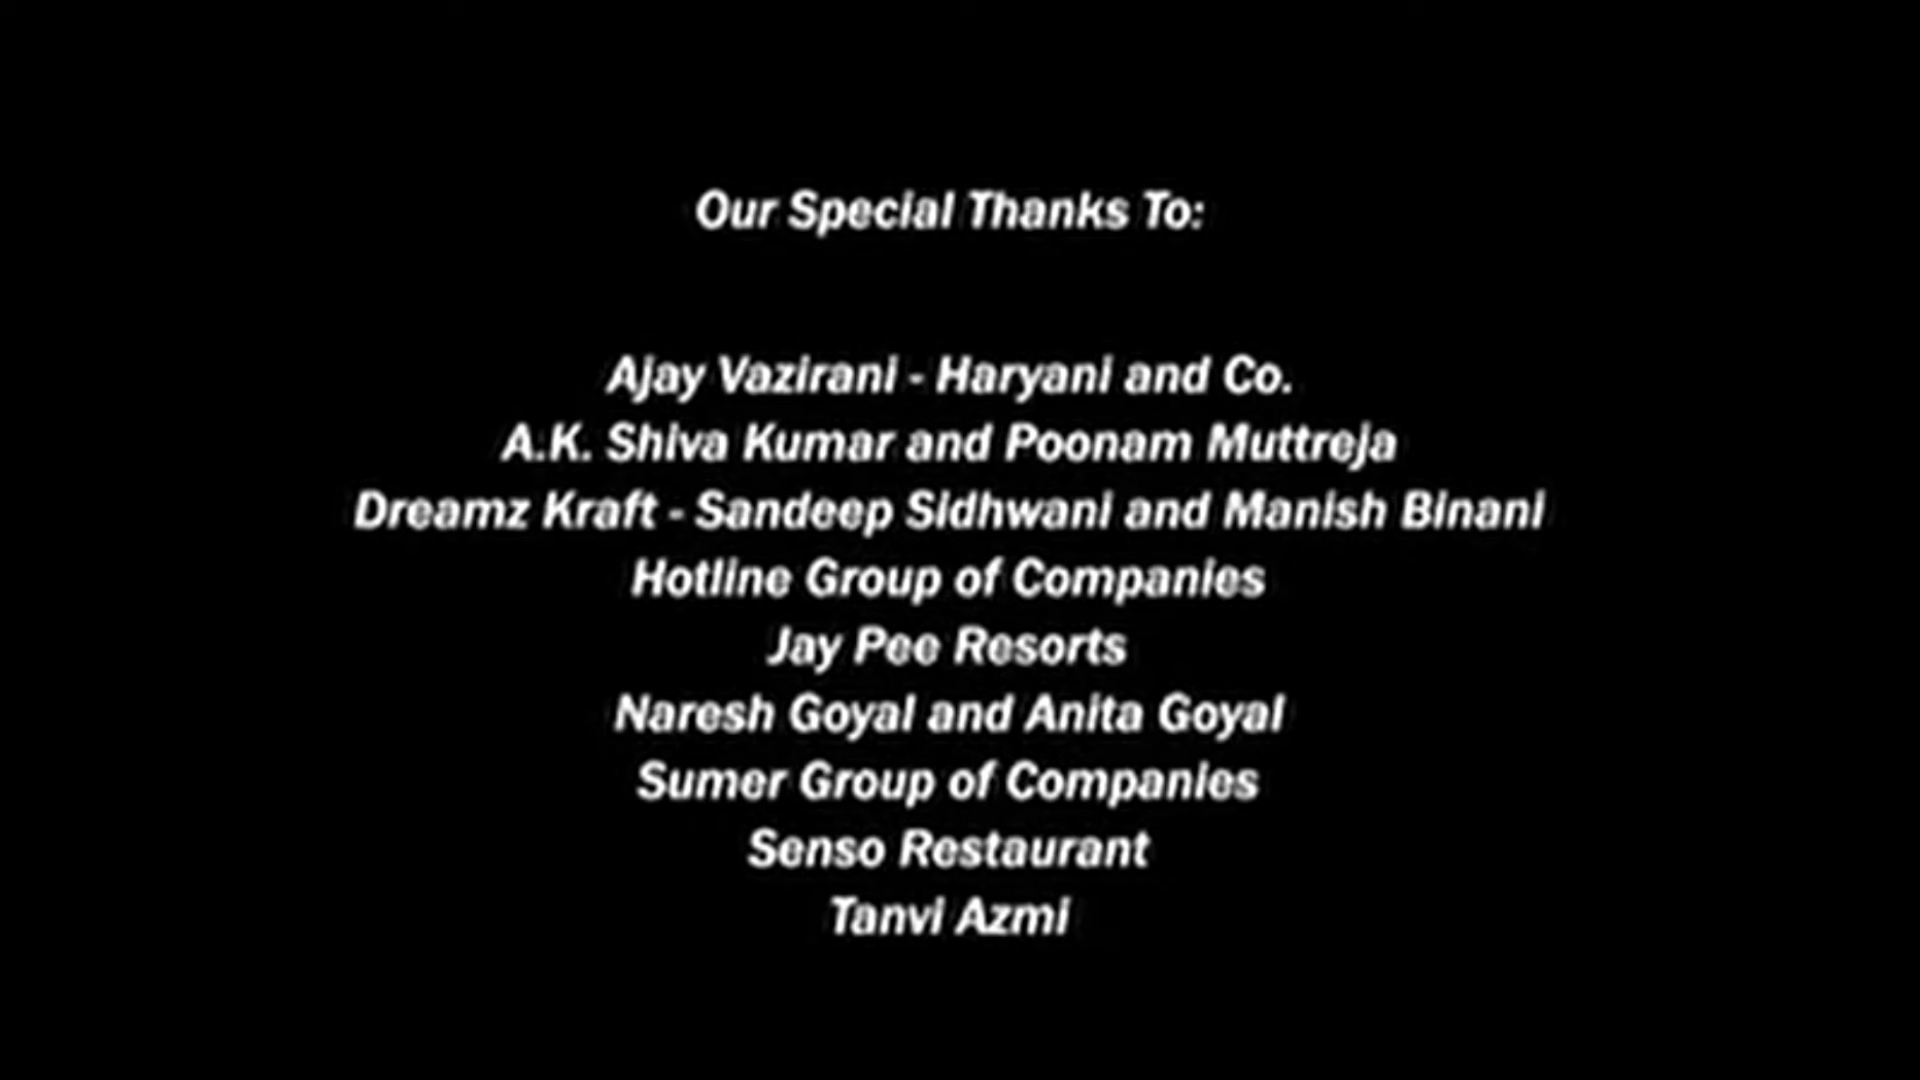 Our Special Thanks To:
Ajay Vazirani - Haryani and Co.
A.K. Shiva Kumar and Poonam Muttreja
Dreamz Kraft - Sandeep Sidhwani and Manish Binani
Hotline Group of Companies
Jay Pee Resorts
Naresh Goyal and Anita Goyal
Sumer Group of Companies
Senso Restaurant
Tanvi Azmi